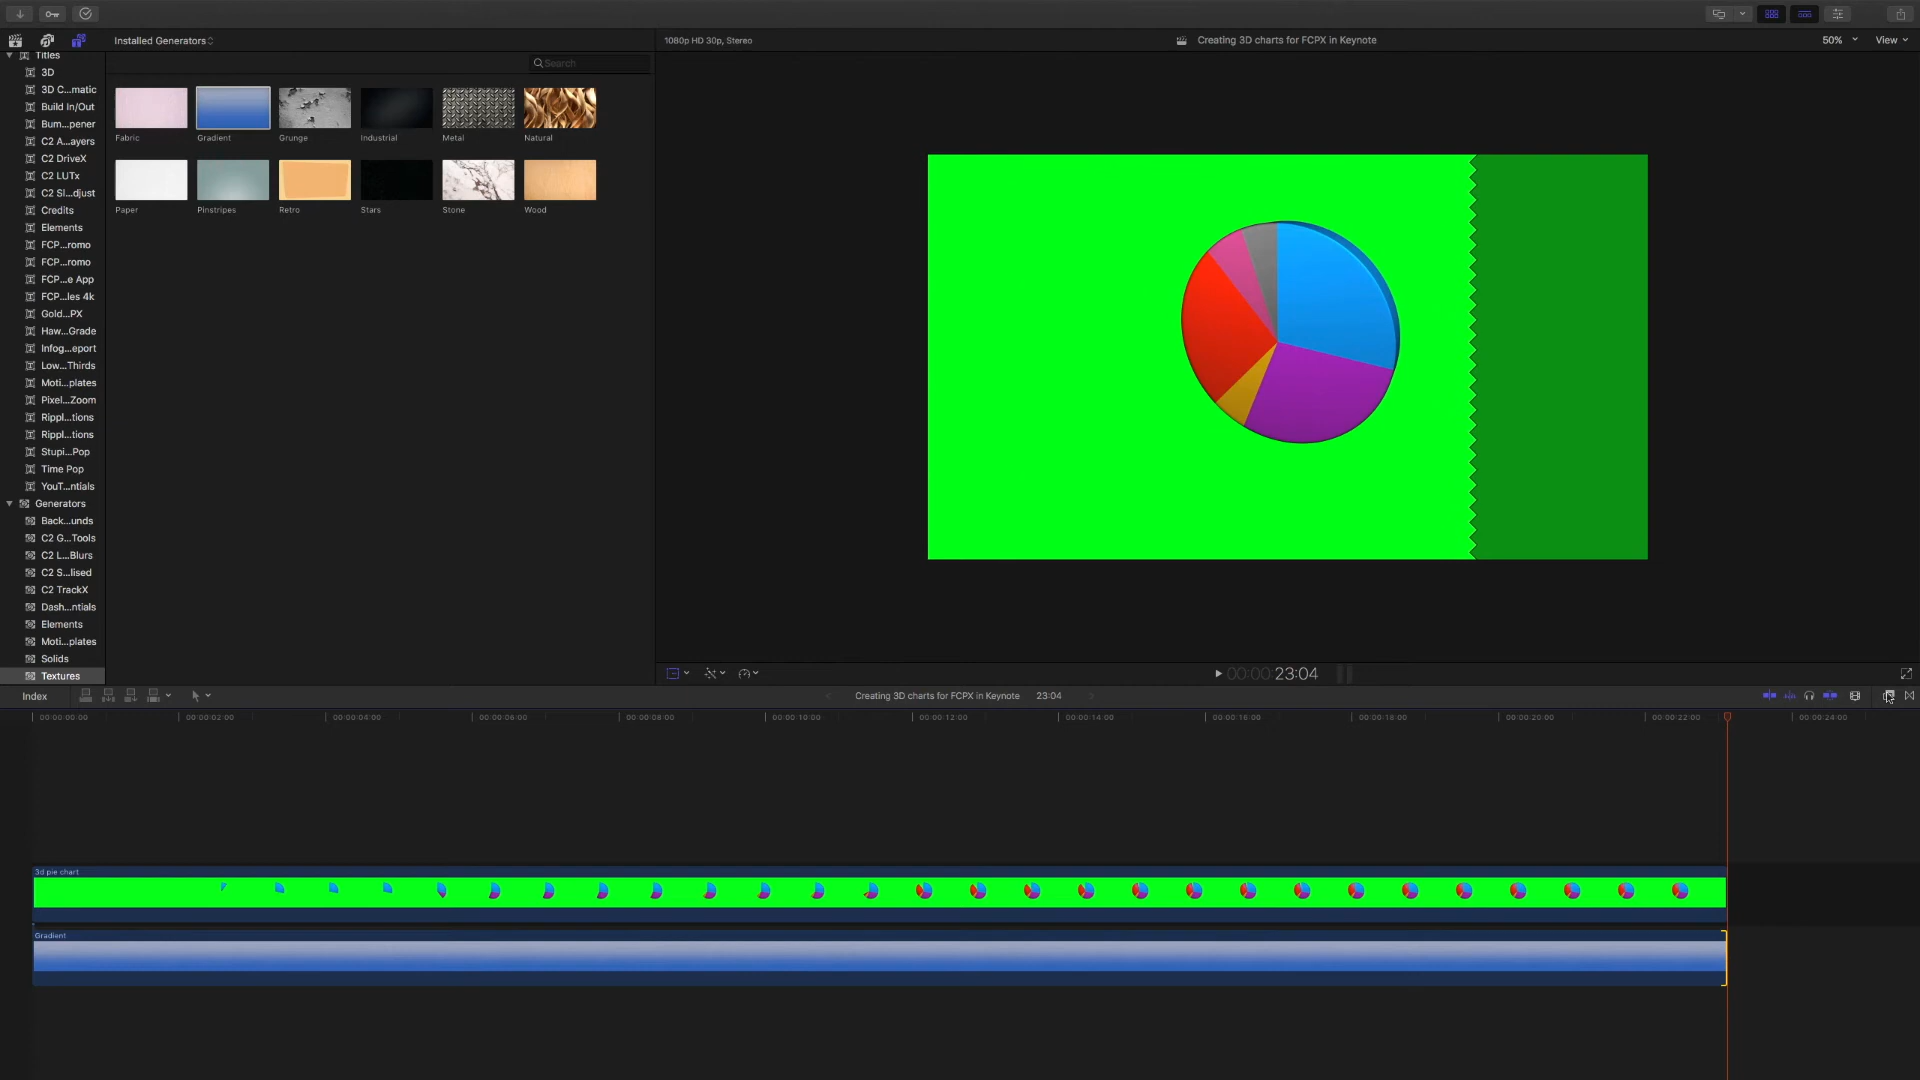 Installed Generators
1080p HD 30p, Stereo
Creating 3D charts for FCPX in Keynote
50%
View
Search
Titles
3D
3D C...matic
Build In/Out
Bum...pener
C2 A...ayers
C2 DriveX
C2 LUTx
C2 Sl...djust
Credits
Elements
FCP...romo
FCP...romo
FCP...e App
FCP...les 4k
Gold...PX
Haw...Grade
Infog...eport
Low...Thirds
Moti...plates
Pixel...Zoom
Rippl...tions
Rippl...tions
Stupi...Pop
Time Pop
YouT...ntials
Generators
Back...unds
C2 G...Tools
C2 L...Blurs
C2 S...lised
C2 TrackX
Dash...ntials
Elements
Moti...plates
Solids
Textures
Fabric
Gradient
Grunge
Industrial
Metal
Natural
Paper
Pinstripes
Retro
Stars
Stone
Wood
00:00:23:04
Index
Creating 3D charts for FCPX in Keynote
23:04
00:00:00:00
00:00:02:00
00:00:04:00
00:00:06:00
00:00:08:00
00:00:10:00
00:00:12:00
00:00:14:00
00:00:16:00
00:00:18:00
00:00:20:00
00:00:22:00
00:00:24:00
3d pie chart
Gradient